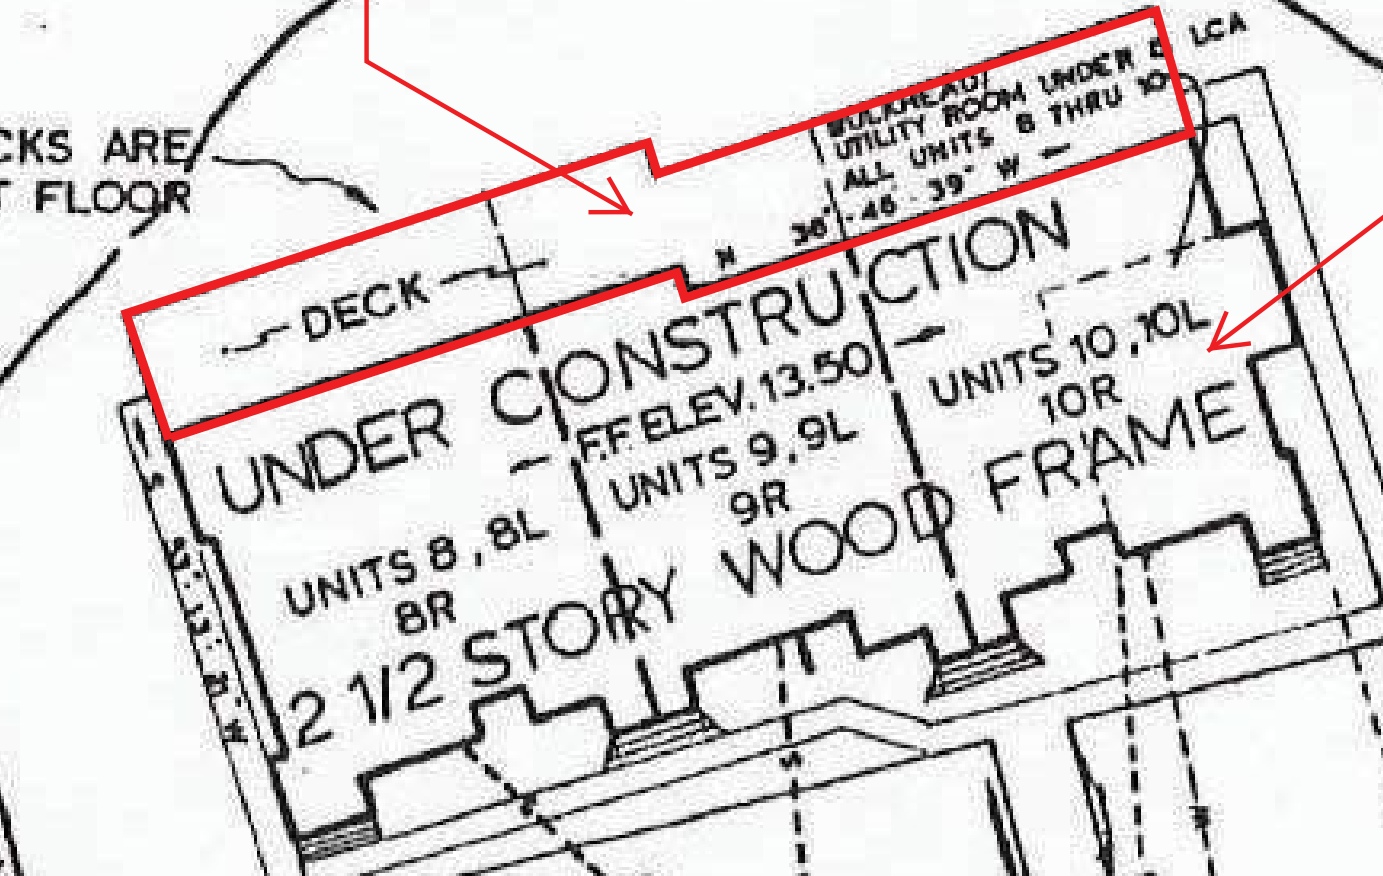 CKS ARE
T FLOOR
BULKHEAD/
UTILITY ROOM UNDER & LCA
ALL UNITS 8 THRU 10
N 36° - 46' - 39" W
DECK
UNDER CONSTRUCTION
F.F. ELEV. 13.50
UNITS 8, 8L
8R
UNITS 9, 9L
9R
UNITS 10, 10L
10R
2 1/2 STORY WOOD FRAME